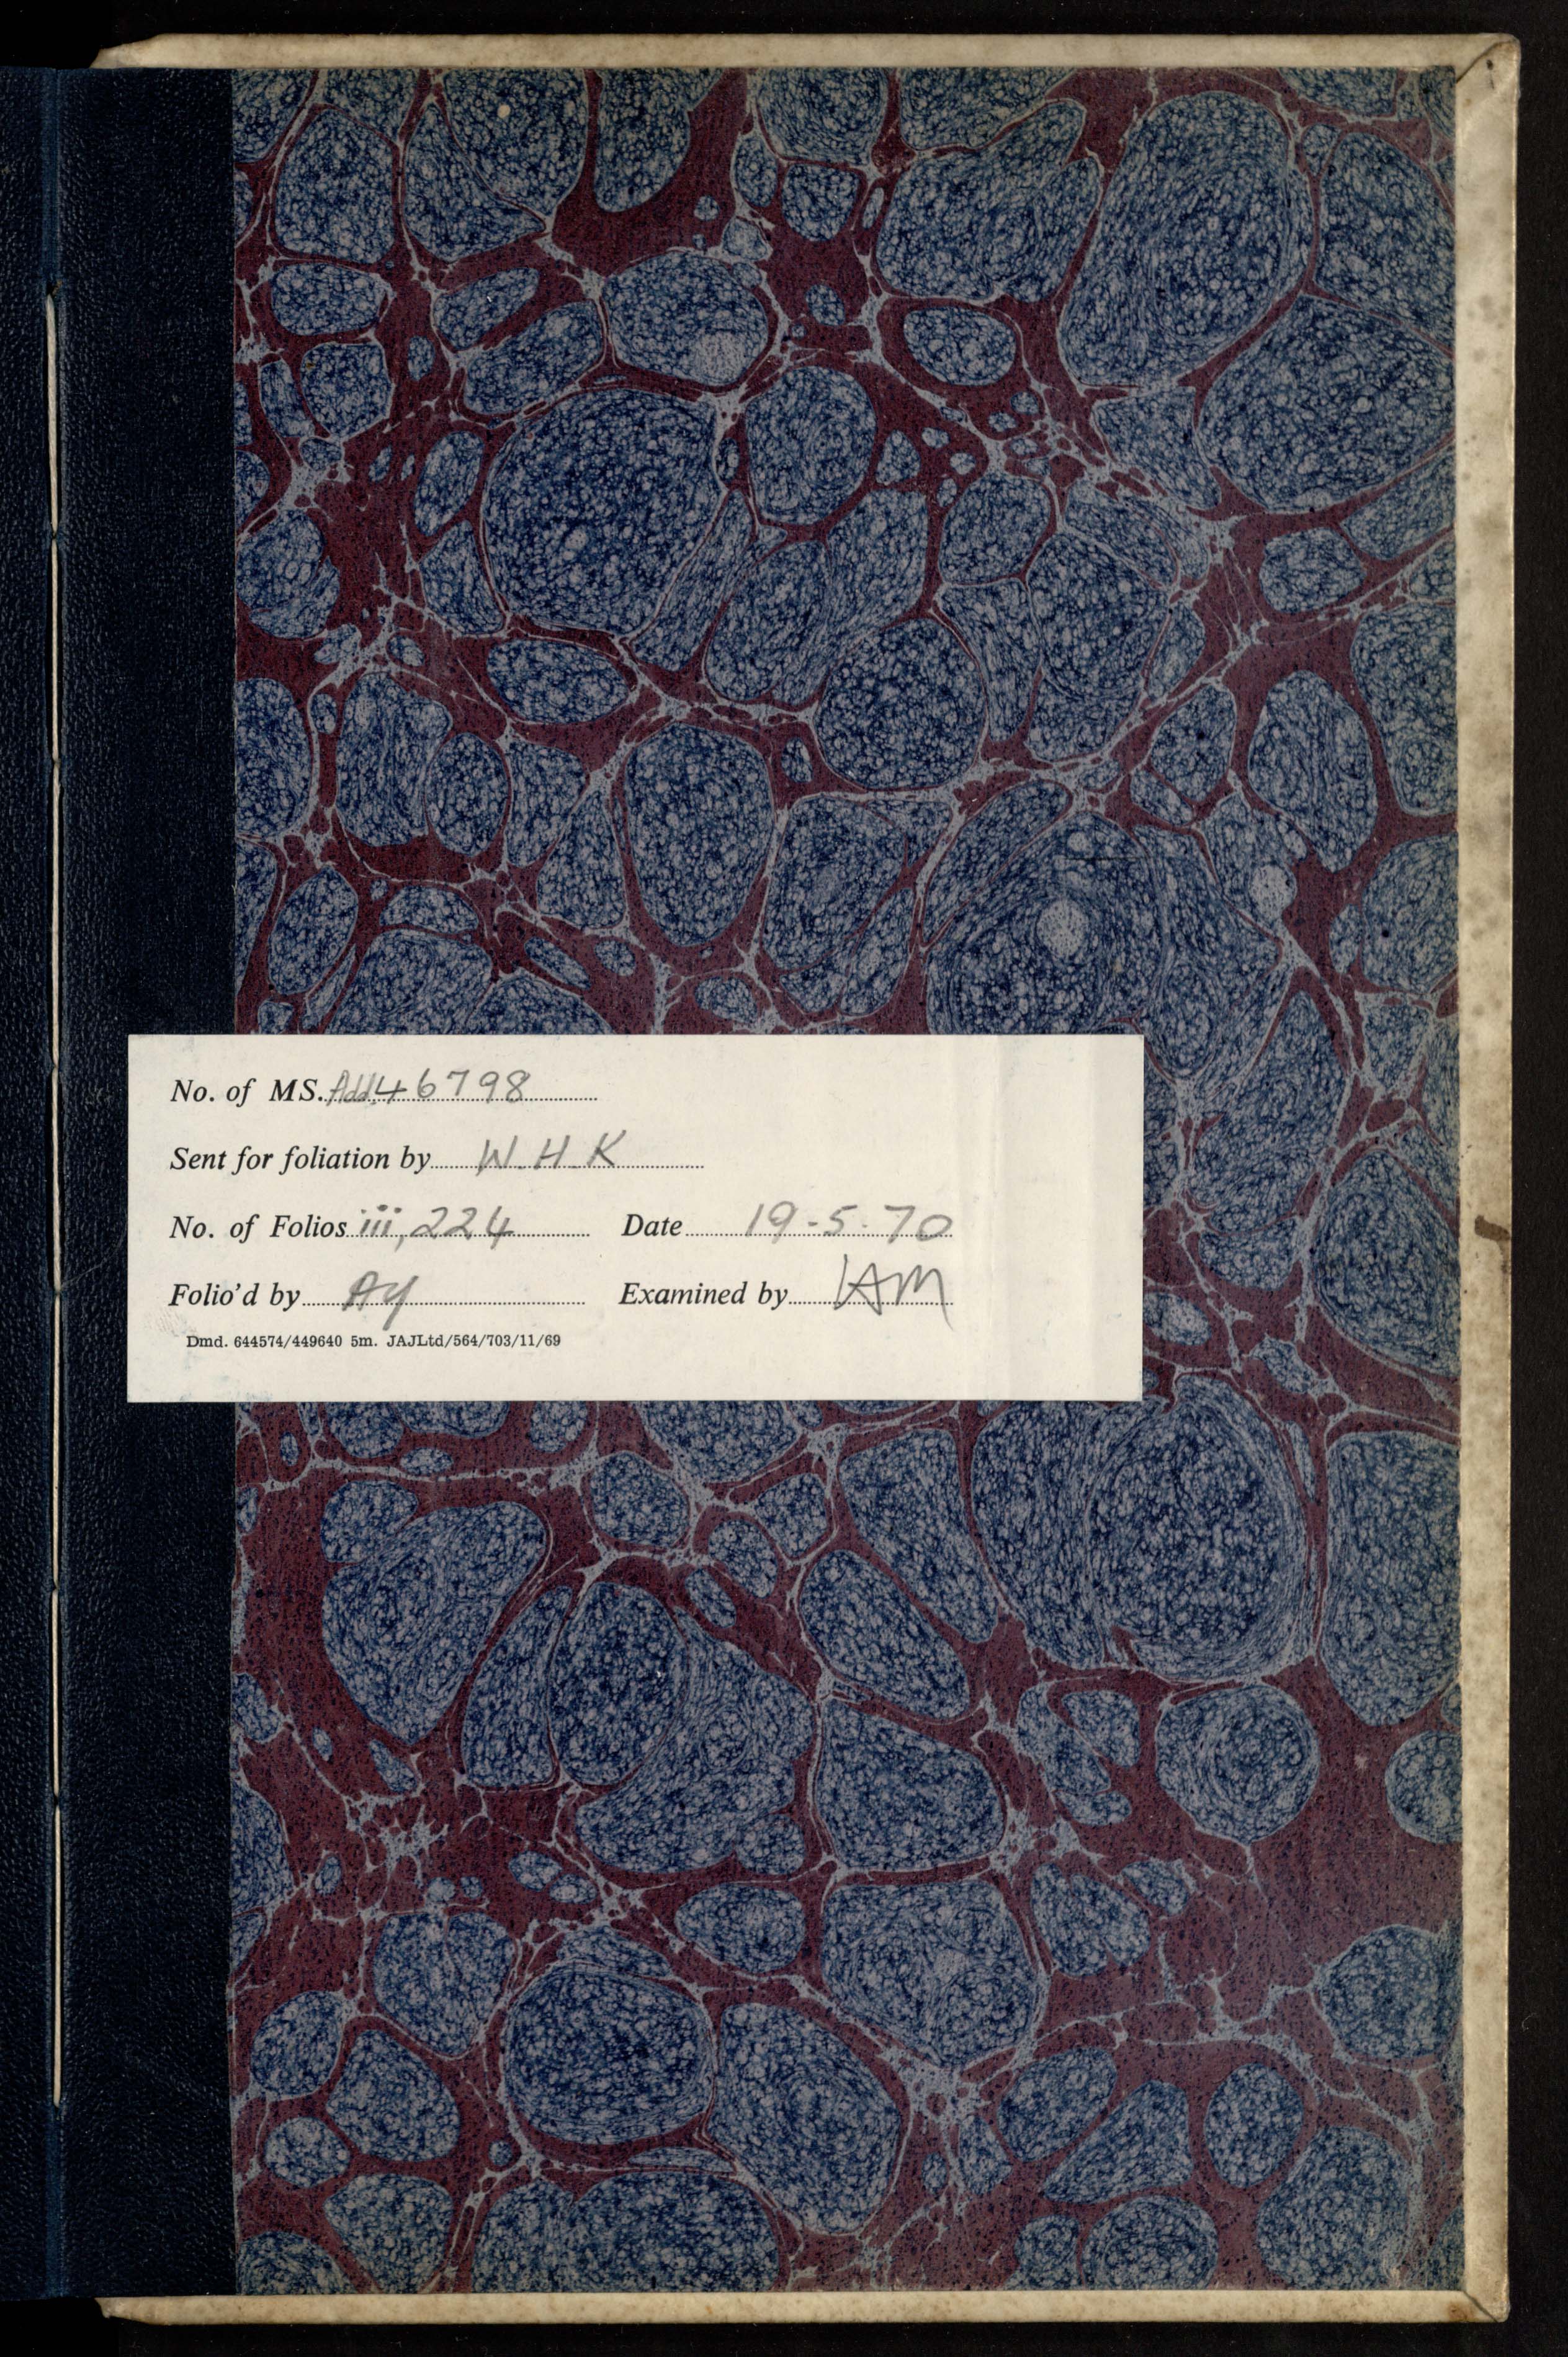 No. of MS. Add. 46798
Sent for foliation by W. H. K
No. of Folios iii, 224 Date 19-5-70
Folio'd by Ay Examined by HAM
Dmd. 644574/449640 5m. JAJLtd/564/703/11/69